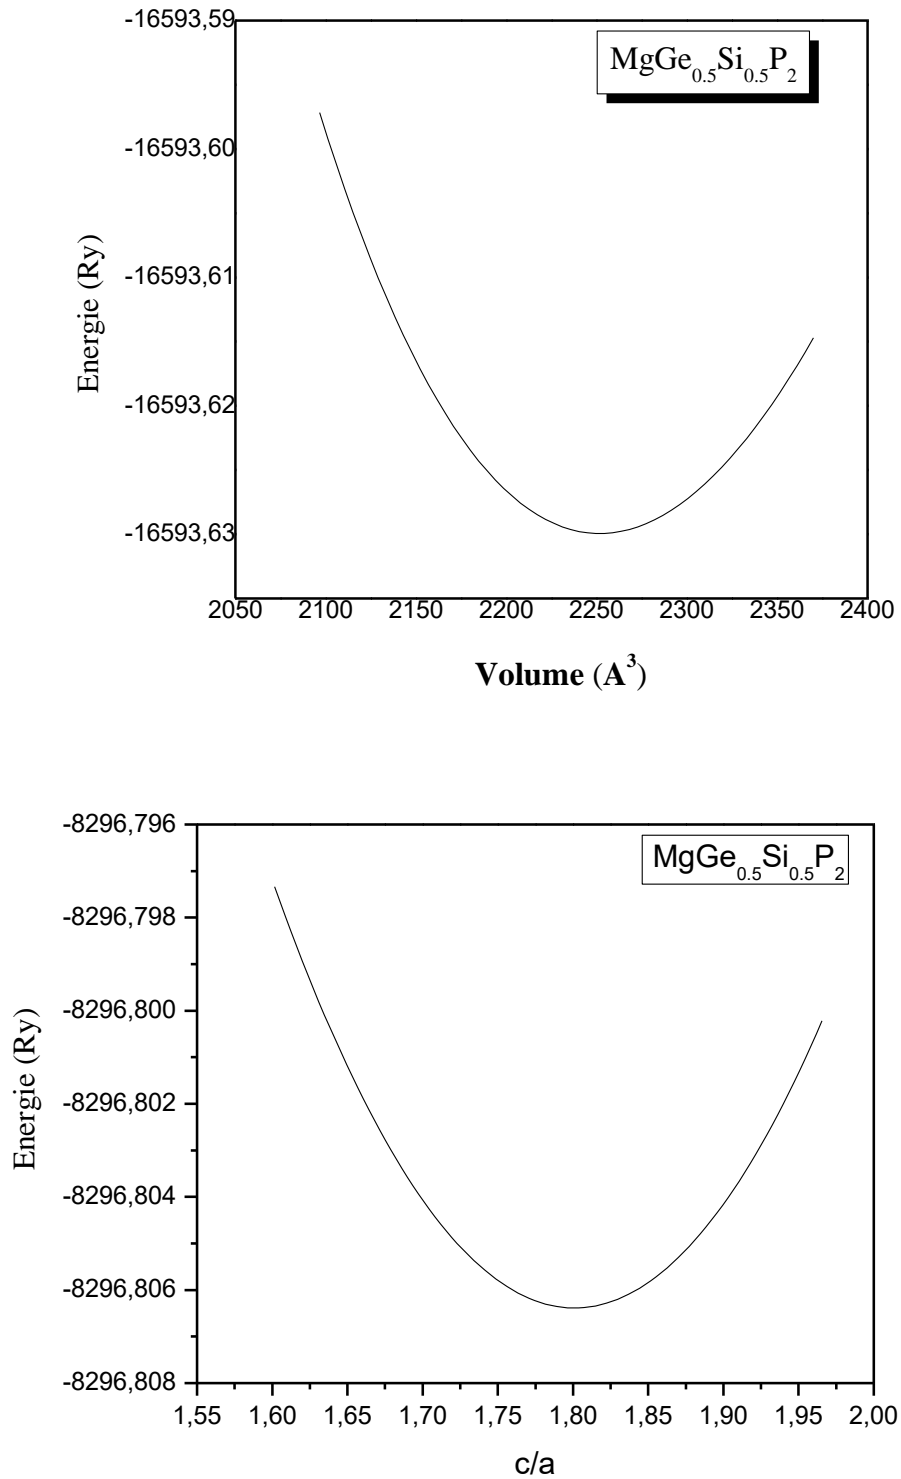 -16593,59
MgGe0.5Si0.5P2
-16593,60
-16593,61
Energie (Ry)
-16593,62
-16593,63
2050 2100 2150 2200 2250 2300 2350 2400
Volume (A³)
-8296,796
MgGe0.5Si0.5P2
-8296,798
-8296,800
Energie (Ry)
-8296,802
-8296,804
-8296,806
-8296,808
1,55 1,60 1,65 1,70 1,75 1,80 1,85 1,90 1,95 2,00
c/a